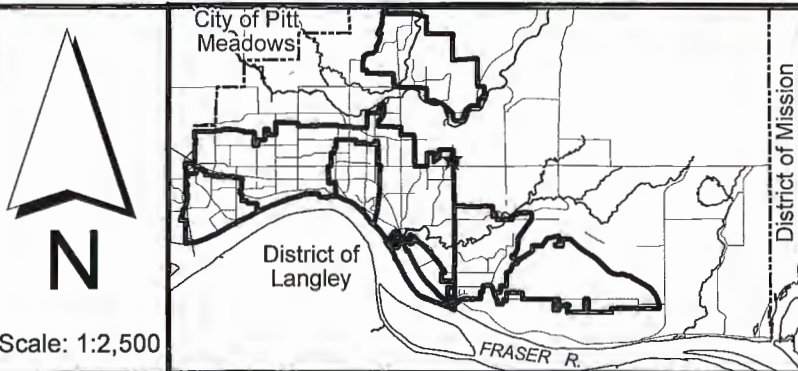 City of Pitt
Meadows
District of Mission
District of
Langley
N
Scale: 1:2,500
FRASER R.